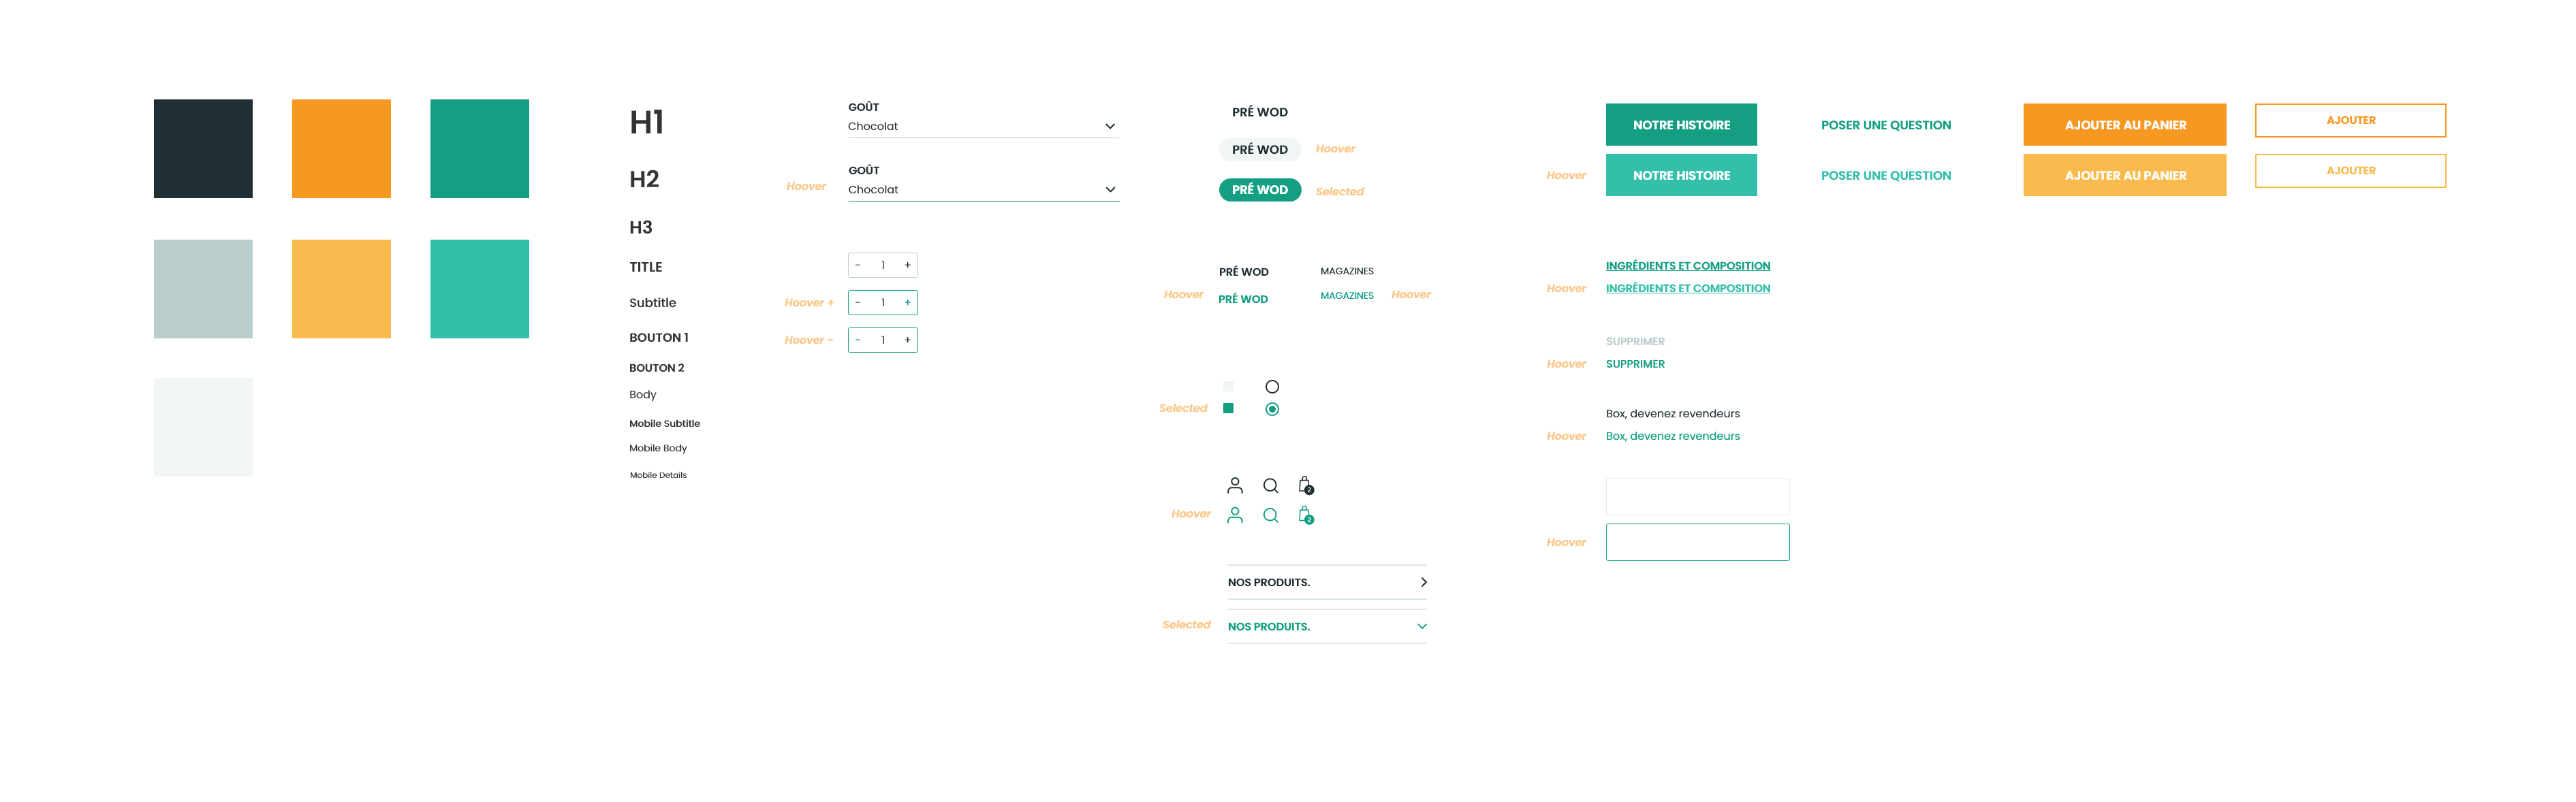 H1
H2
H3
TITLE
Subtitle
BOUTON 1
BOUTON 2
Body
Mobile Subtitle
Mobile Body
Mobile Details
GOÛT
Chocolat
Hoover
GOÛT
Chocolat
- 1 +
Hoover + - 1 +
Hoover - - 1 +
PRÉ WOD
PRÉ WOD Hoover
PRÉ WOD Selected
PRÉ WOD MAGAZINES
Hoover PRÉ WOD MAGAZINES Hoover
Selected
2
Hoover 2
NOS PRODUITS.
Selected NOS PRODUITS.
NOTRE HISTOIRE POSER UNE QUESTION AJOUTER AU PANIER AJOUTER
Hoover NOTRE HISTOIRE POSER UNE QUESTION AJOUTER AU PANIER AJOUTER
INGRÉDIENTS ET COMPOSITION
Hoover INGRÉDIENTS ET COMPOSITION
SUPPRIMER
Hoover SUPPRIMER
Box, devenez revendeurs
Hoover Box, devenez revendeurs
Hoover